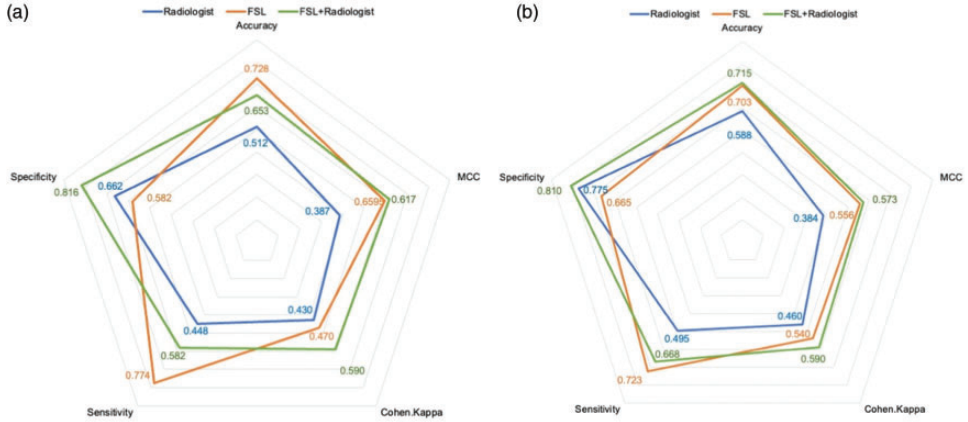 (a)
Radiologist FSL FSL+Radiologist
Accuracy
0.728
0.653
0.512
Specificity
MCC
0.816
0.662
0.582
0.387
0.6595
0.617
0.430
0.448
0.470
0.582
0.590
0.774
Sensitivity
Cohen.Kappa
(b)
Radiologist FSL FSL+Radiologist
Accuracy
0.715
0.703
0.588
Specificity
MCC
0.810
0.775
0.665
0.384
0.556
0.573
0.460
0.495
0.540
0.668
0.590
0.723
Sensitivity
Cohen.Kappa